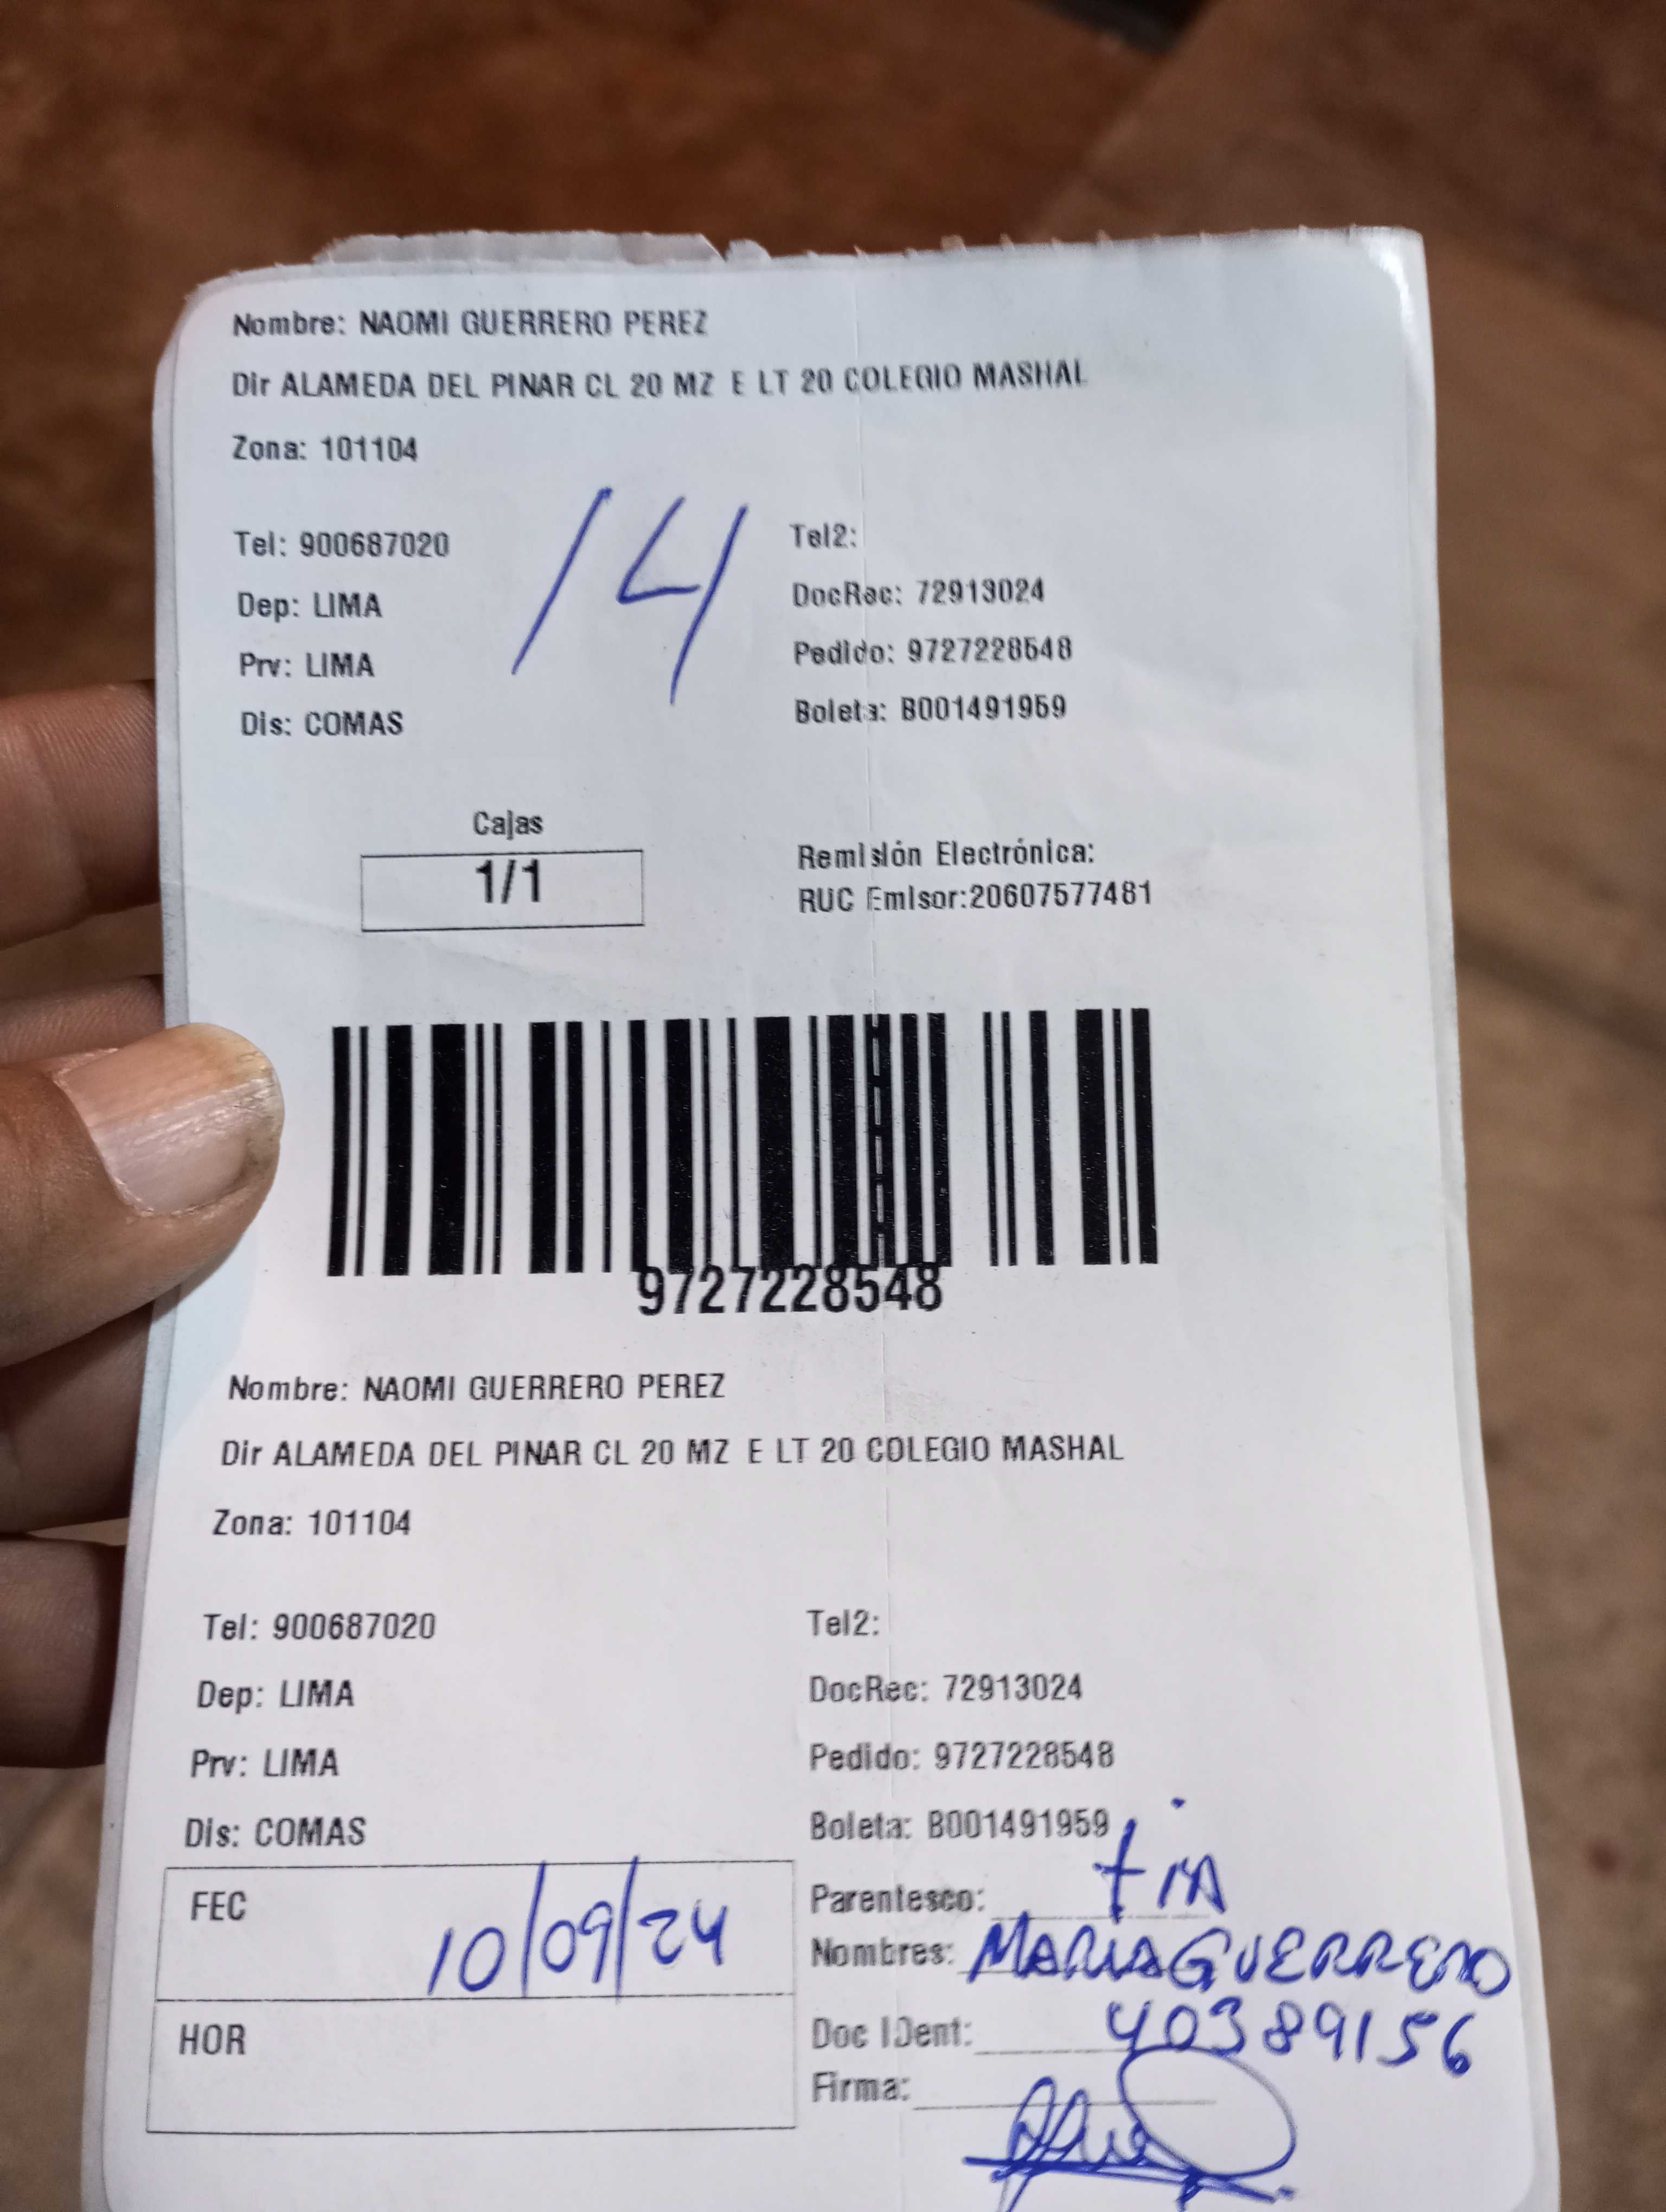 Nombre: NAOMI GUERRERO PEREZ
Dir ALAMEDA DEL PINAR CL 20 MZ E LT 20 COLEGIO MASHAL
Zona: 101104
14
Tel: 900687020
Tel2:
Dep: LIMA
DocRec: 72913024
Prv: LIMA
Pedido: 9727228548
Dis: COMAS
Boleta: B001491959
Cajas
1/1
Remisión Electrónica:
RUC Emisor:20607577481
9727228548
Nombre: NAOMI GUERRERO PEREZ
Dir ALAMEDA DEL PINAR CL 20 MZ E LT 20 COLEGIO MASHAL
Zona: 101104
Tel: 900687020
Tel2:
Dep: LIMA
DocRec: 72913024
Prv: LIMA
Pedido: 9727228548
Dis: COMAS
Boleta: B001491959
FEC 10/09/24
Parentesco: tiA
Nombres: MARIA GUERRERO
HOR
Doc IDent: 40389156
Firma: